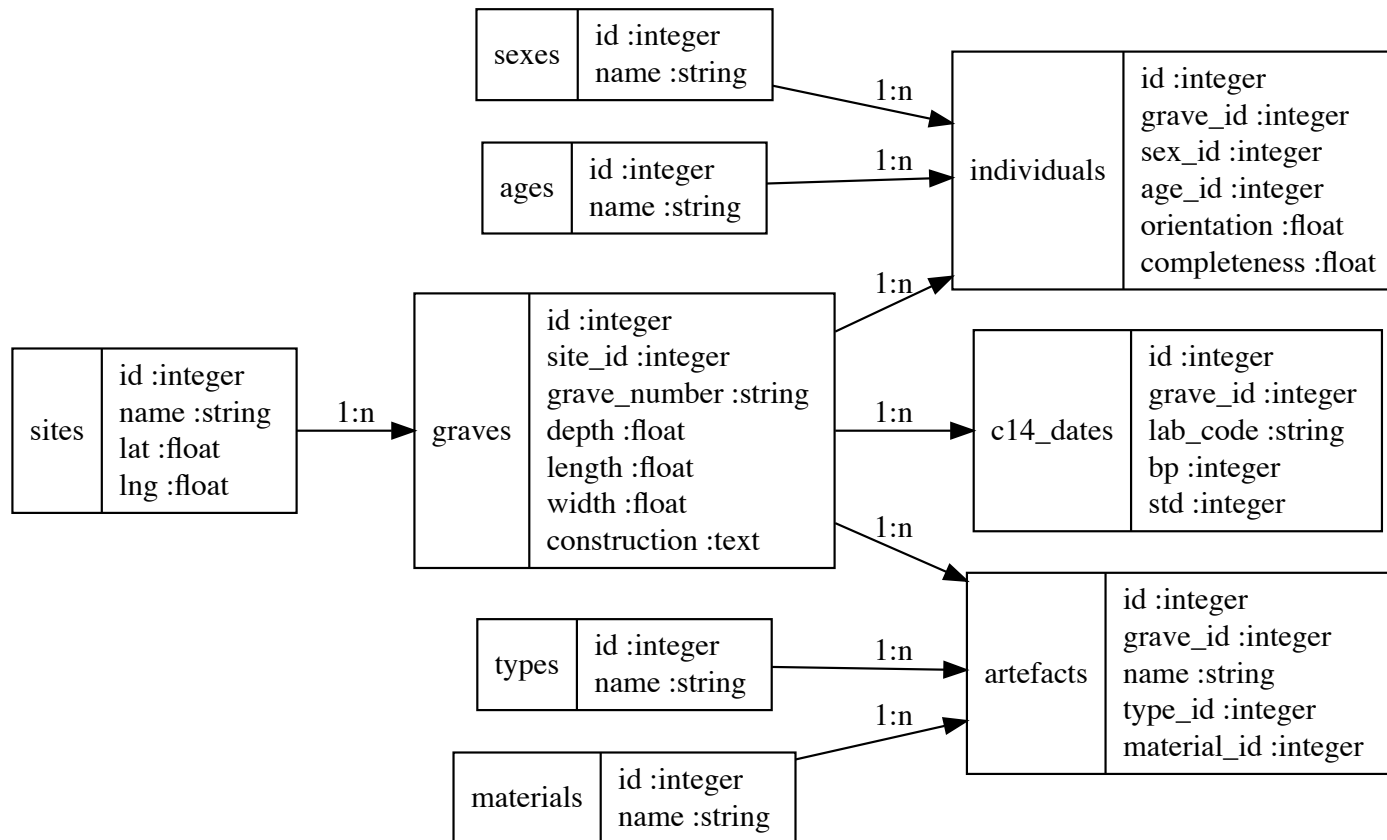 sexes
id :integer
name :string
1:n
ages
id :integer
name :string
1:n
individuals
id :integer
grave_id :integer
sex_id :integer
age_id :integer
orientation :float
completeness :float
sites
id :integer
name :string
lat :float
lng :float
1:n
graves
id :integer
site_id :integer
grave_number :string
depth :float
length :float
width :float
construction :text
1:n
1:n
1:n
c14_dates
id :integer
grave_id :integer
lab_code :string
bp :integer
std :integer
types
id :integer
name :string
1:n
materials
id :integer
name :string
1:n
artefacts
id :integer
grave_id :integer
name :string
type_id :integer
material_id :integer